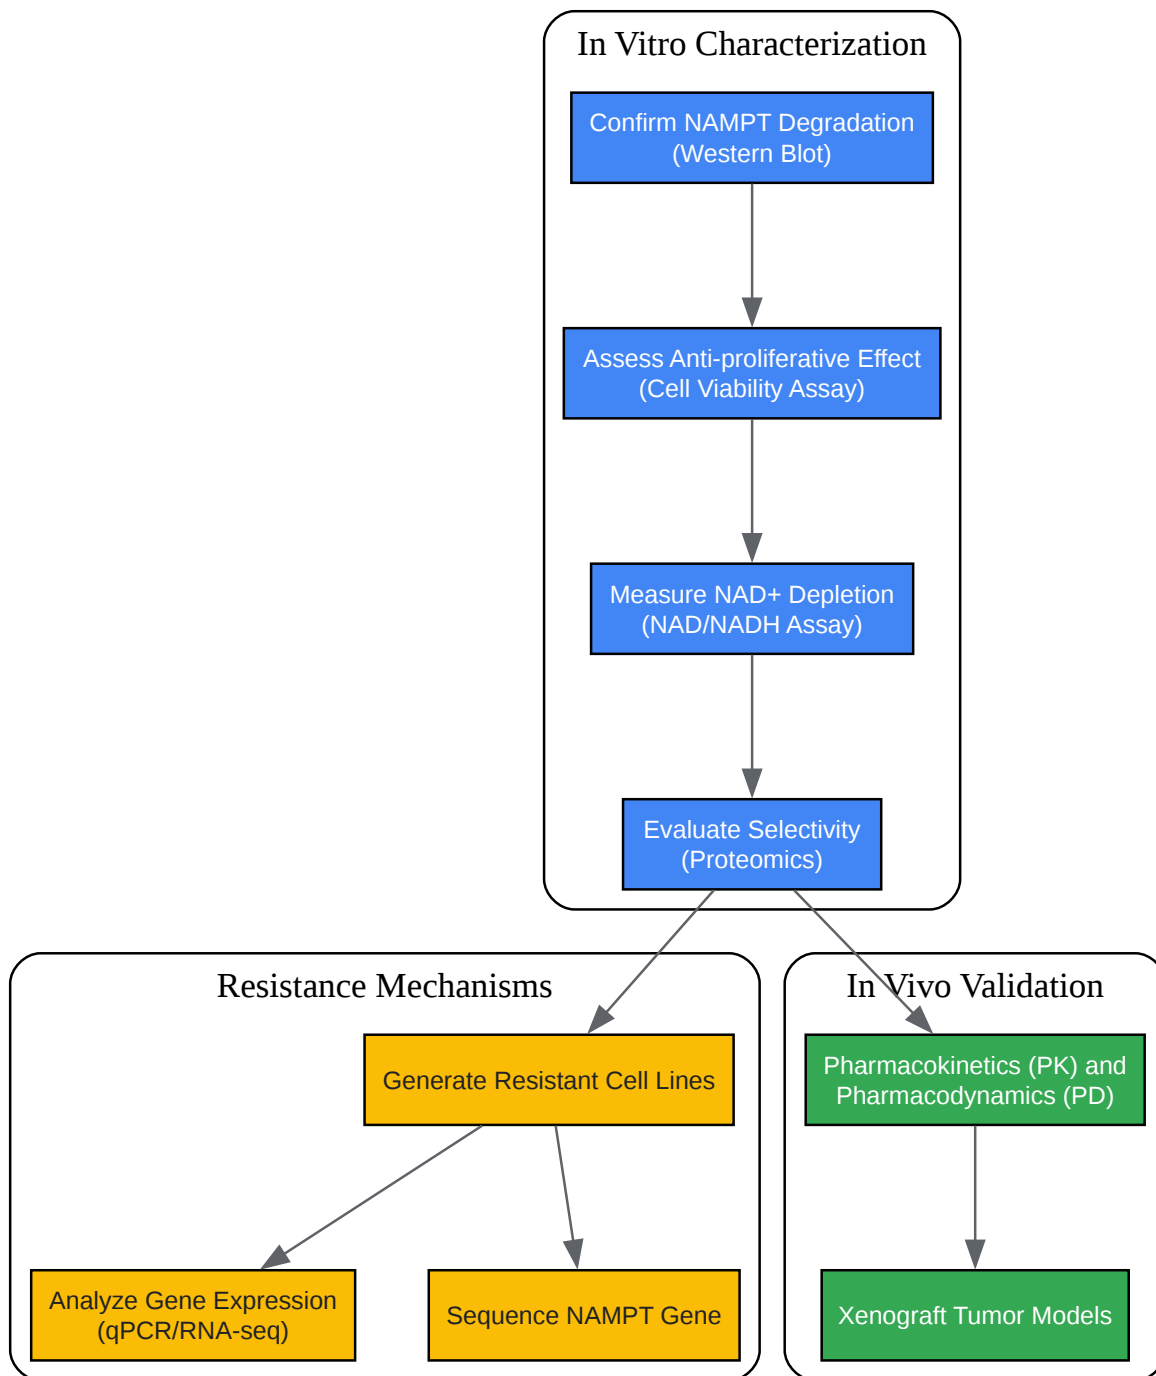 In Vitro Characterization
Confirm NAMPT Degradation
(Western Blot)
Assess Anti-proliferative Effect
(Cell Viability Assay)
Measure NAD+ Depletion
(NAD/NADH Assay)
Evaluate Selectivity
(Proteomics)
Resistance Mechanisms
Generate Resistant Cell Lines
Analyze Gene Expression
(qPCR/RNA-seq)
Sequence NAMPT Gene
In Vivo Validation
Pharmacokinetics (PK) and
Pharmacodynamics (PD)
Xenograft Tumor Models